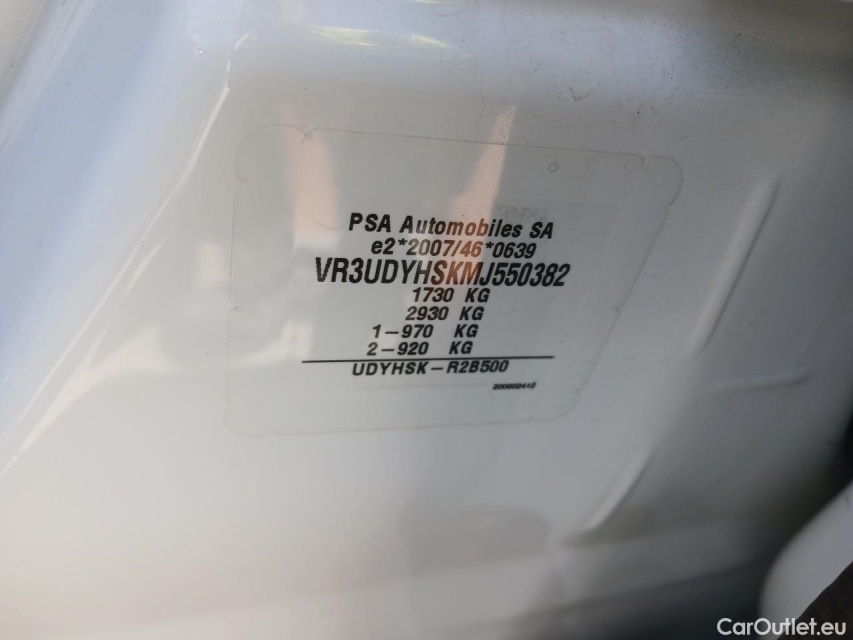 PSA Automobiles SA
e2*2007/46*0639
VR3UDYHSKMJ550382
1730 KG
2930 KG
1-970 KG
2-920 KG
UDYHSK-R2B500
CarOutlet.eu